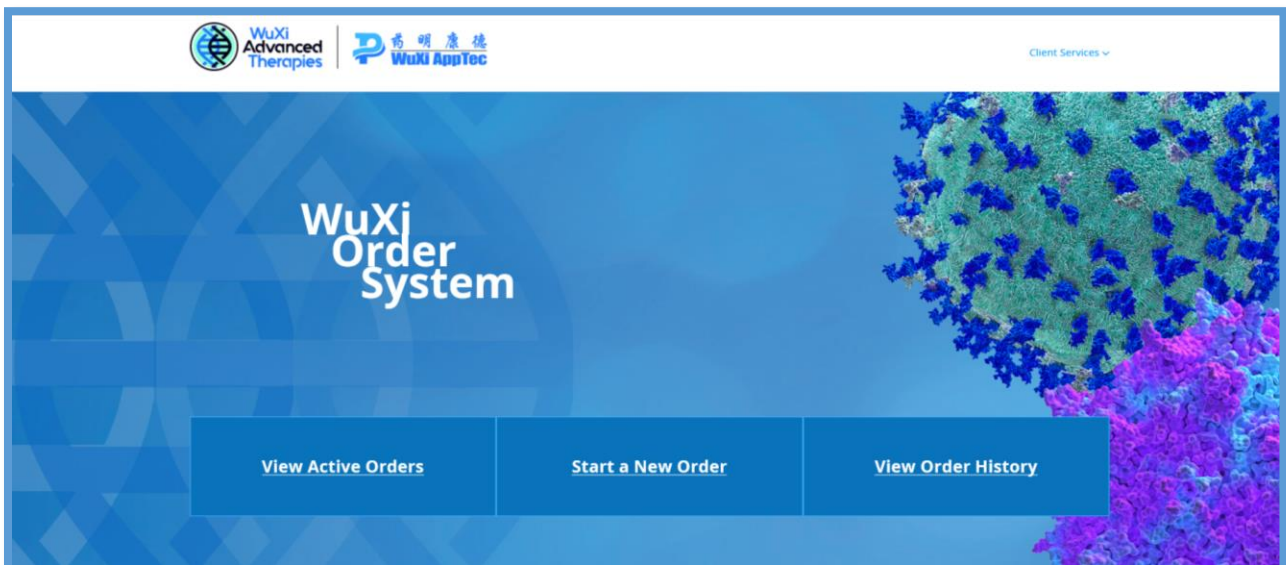 WuXi
Advanced
Therapies
药明康德
WuXi AppTec
Client Services
WuXi
Order
System
View Active Orders
Start a New Order
View Order History